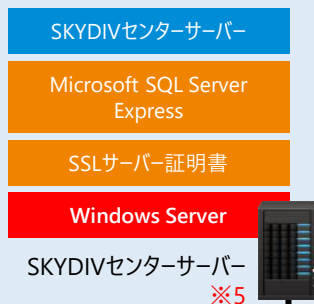 SKYDIVセンターサーバー
Microsoft SQL Server
Express
SSLサーバー証明書
Windows Server
SKYDIVセンターサーバー
※5